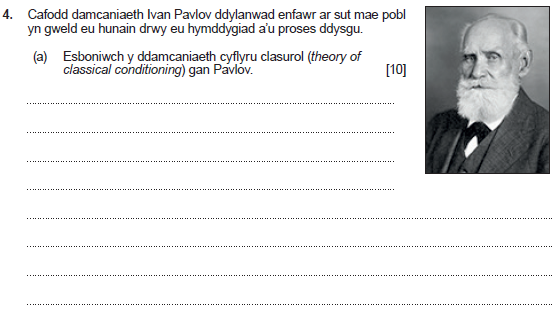 4. Cafodd damcaniaeth Ivan Pavlov ddylanwad enfawr ar sut mae pobl
yn gweld eu hunain drwy eu hymddygiad a'u proses ddysgu.
(a) Esboniwch y ddamcaniaeth cyflyru clasurol (theory of
classical conditioning) gan Pavlov. [10]